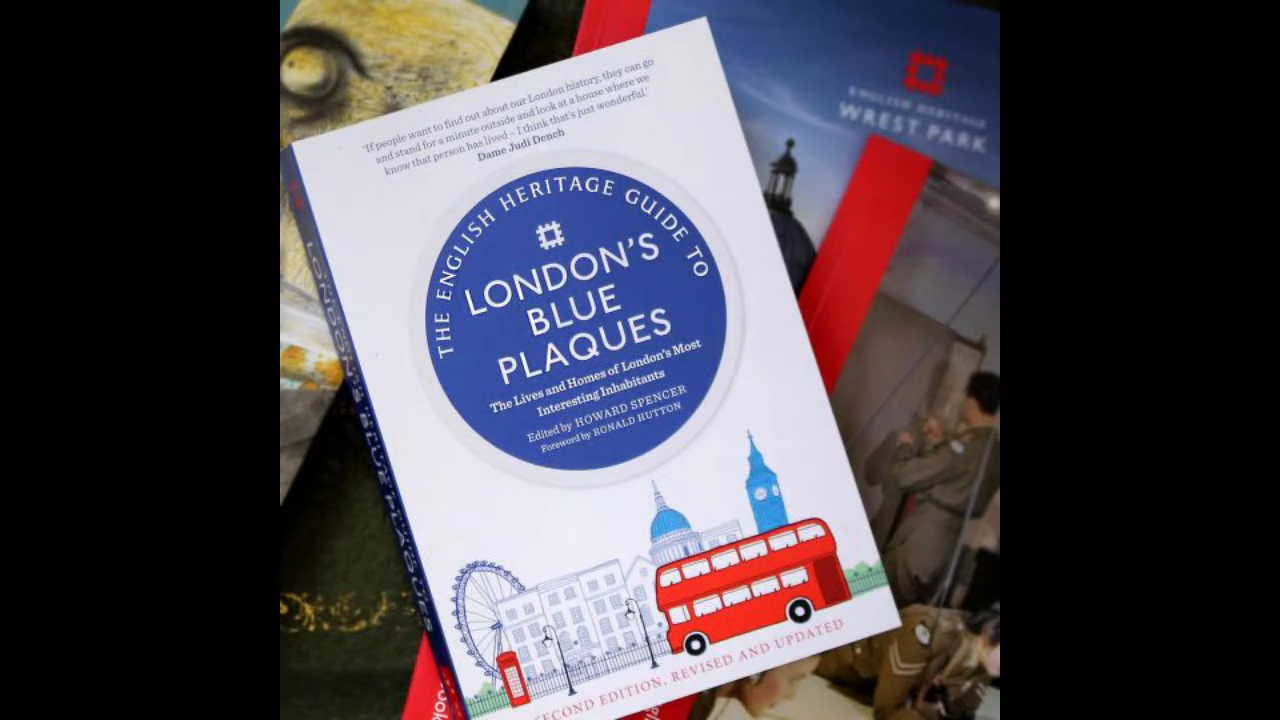 'If people want to find out about our London history, they can go
and stand for a minute outside and look at a house where we
know that person has lived – I think that's just wonderful.'
Dame Judi Dench
THE ENGLISH HERITAGE GUIDE TO
LONDON'S
BLUE
PLAQUES
The Lives and Homes of London's Most
Interesting Inhabitants
Edited by HOWARD SPENCER
Foreword by RONALD HUTTON
SECOND EDITION, REVISED AND UPDATED
LONDON'S BLUE PLAQUES
ENGLISH HERITAGE
WREST PARK